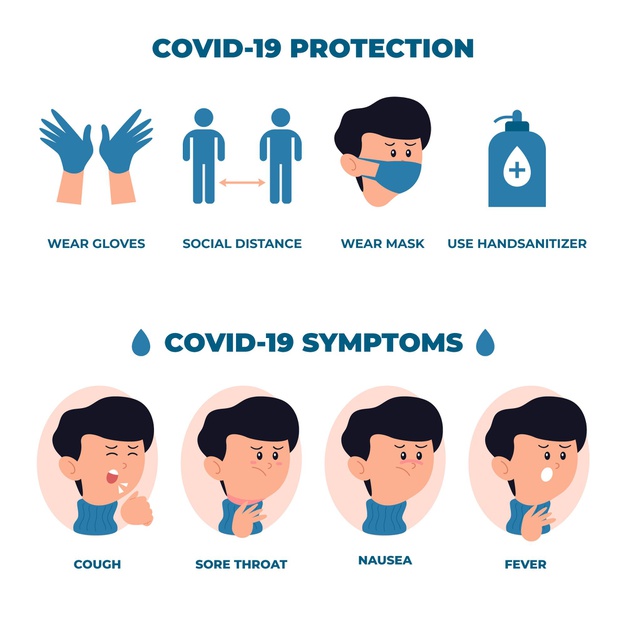 COVID-19 PROTECTION
WEAR GLOVES
SOCIAL DISTANCE
WEAR MASK
USE HANDSANITIZER
COVID-19 SYMPTOMS
COUGH
SORE THROAT
NAUSEA
FEVER